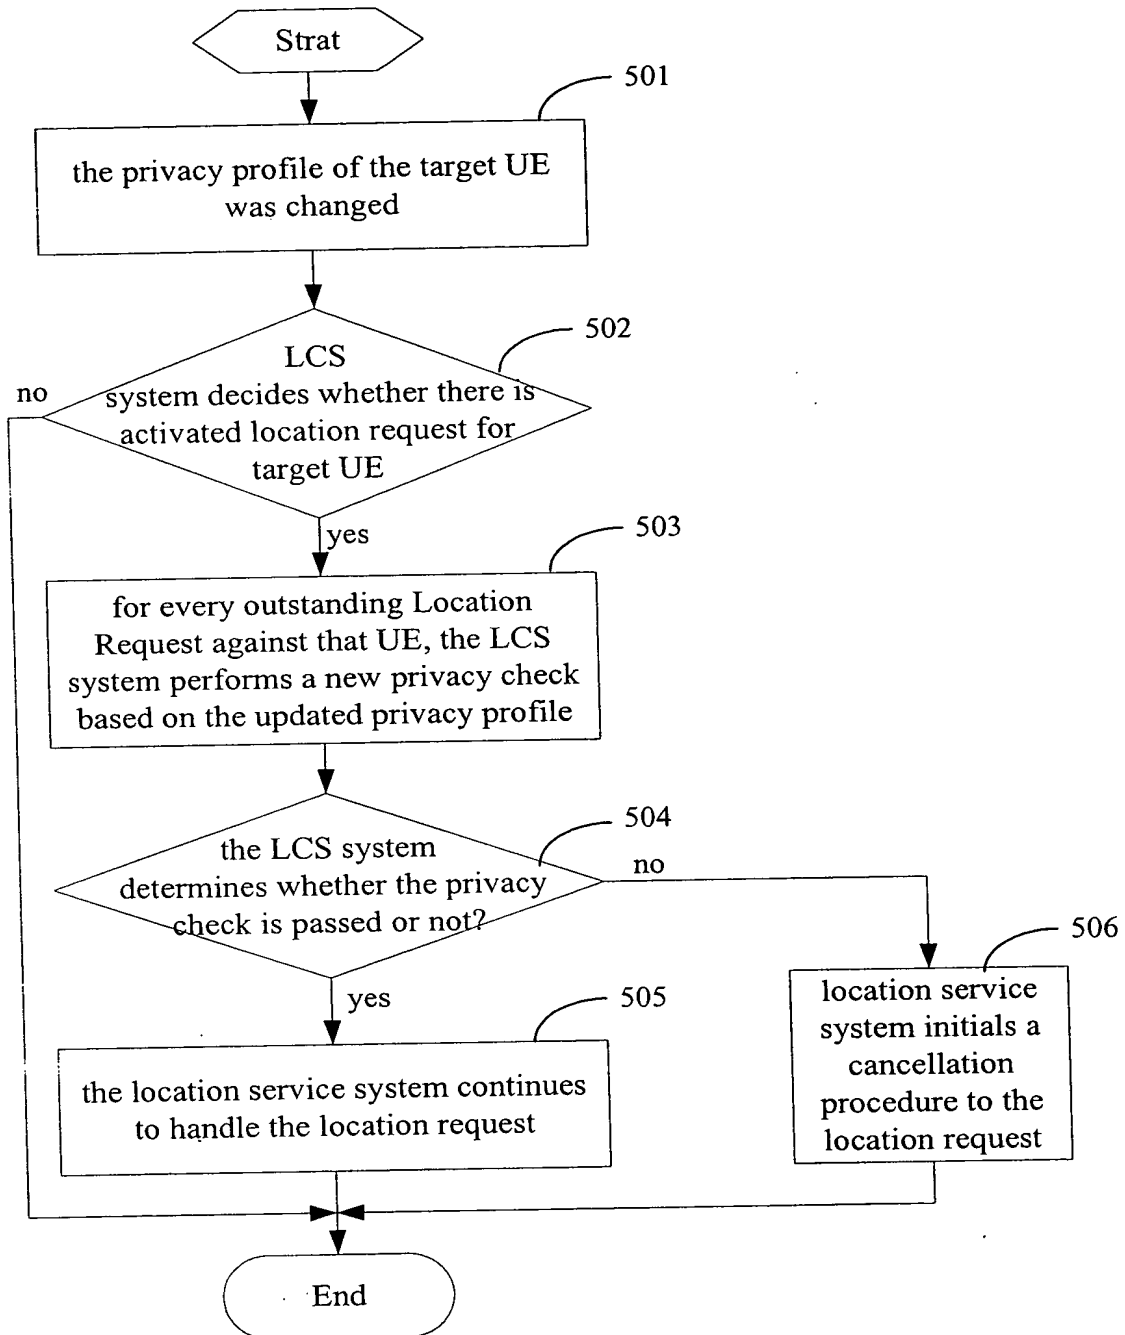 Strat
501
the privacy profile of the target UE
was changed
502
LCS
no
system decides whether there is
activated location request for
target UE
yes
503
for every outstanding Location
Request against that UE, the LCS
system performs a new privacy check
based on the updated privacy profile
504
the LCS system
no
determines whether the privacy
check is passed or not?
506
yes
505
location service
system initials a
cancellation
procedure to the
location request
the location service system continues
to handle the location request
End